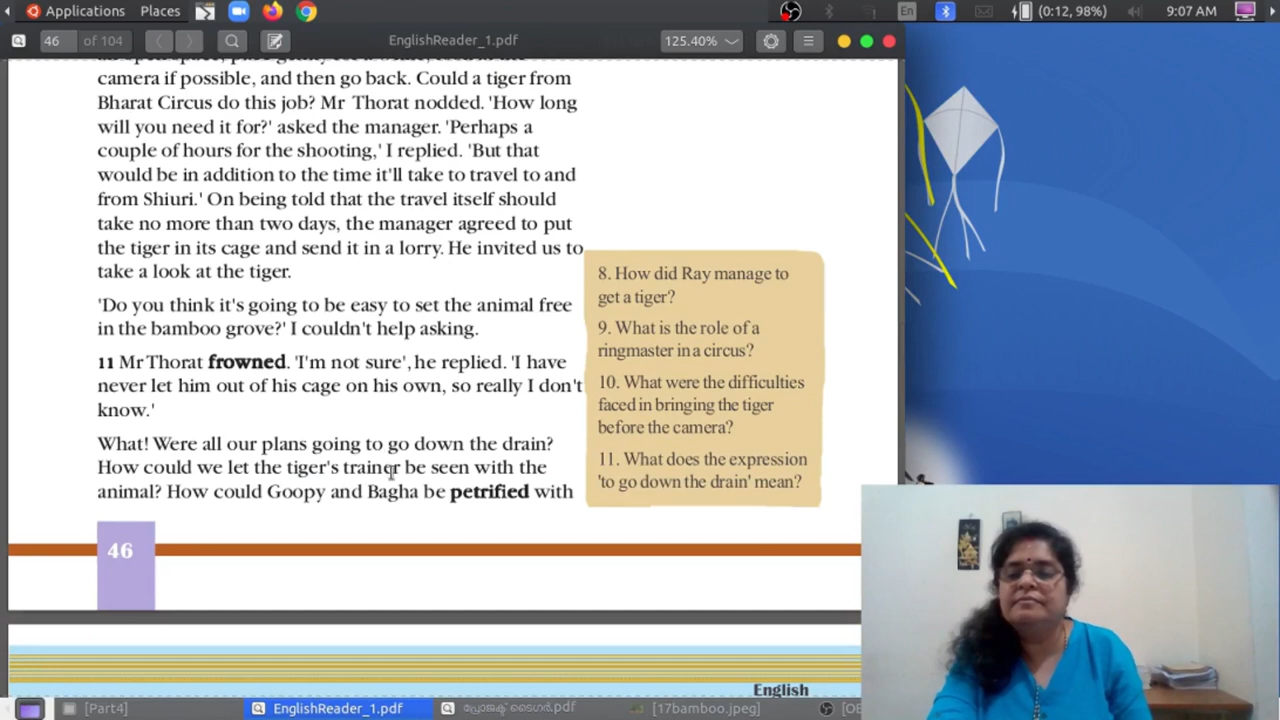 Applications Places En (0:12, 98%) 9:07 AM
46 of 104 EnglishReader_1.pdf 125.40%
camera if possible, and then go back. Could a tiger from
Bharat Circus do this job? Mr Thorat nodded. 'How long
will you need it for?' asked the manager. 'Perhaps a
couple of hours for the shooting,' I replied. 'But that
would be in addition to the time it'll take to travel to and
from Shiuri.' On being told that the travel itself should
take no more than two days, the manager agreed to put
the tiger in its cage and send it in a lorry. He invited us to
take a look at the tiger.
'Do you think it's going to be easy to set the animal free
in the bamboo grove?' I couldn't help asking.
11 Mr Thorat frowned. 'I'm not sure', he replied. 'I have
never let him out of his cage on his own, so really I don't
know.'
What! Were all our plans going to go down the drain?
How could we let the tiger's trainer be seen with the
animal? How could Goopy and Bagha be petrified with
8. How did Ray manage to
get a tiger?
9. What is the role of a
ringmaster in a circus?
10. What were the difficulties
faced in bringing the tiger
before the camera?
11. What does the expression
'to go down the drain' mean?
46
English
[Part4] EnglishReader_1.pdf പ്രോജക്ട് ടൈഗർ.pdf [17bamboo.jpeg]